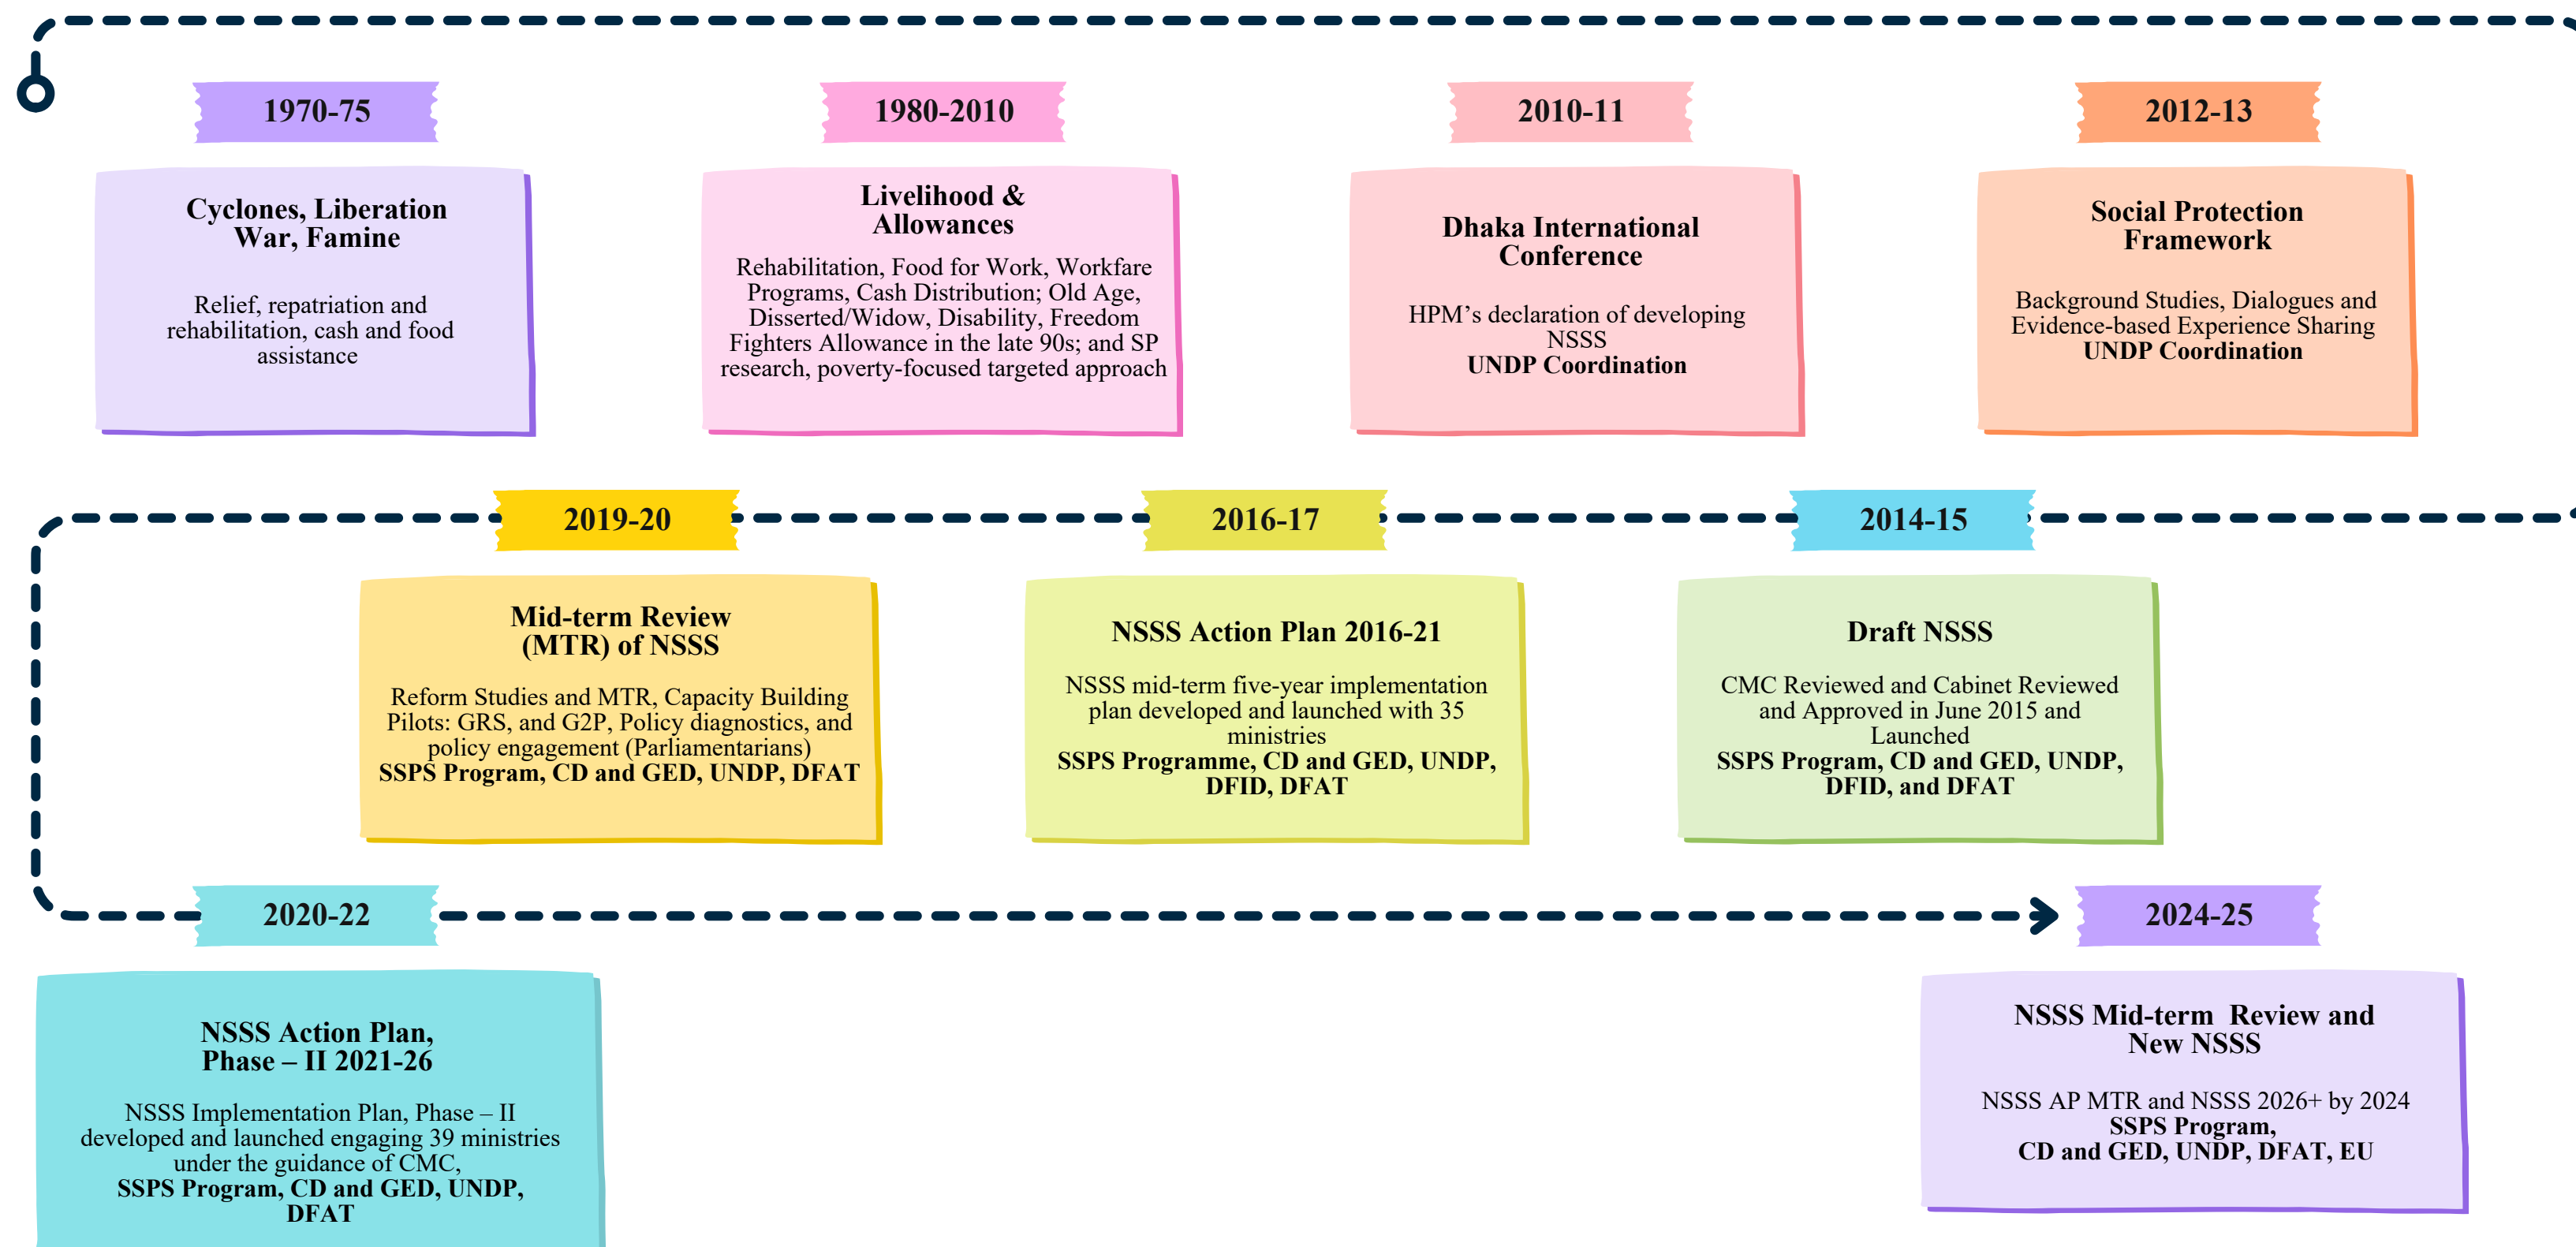 1970-75
Cyclones, Liberation
War, Famine
Relief, repatriation and
rehabilitation, cash and food
assistance
1980-2010
Livelihood &
Allowances
Rehabilitation, Food for Work, Workfare
Programs, Cash Distribution; Old Age,
Disserted/Widow, Disability, Freedom
Fighters Allowance in the late 90s; and SP
research, poverty-focused targeted approach
2010-11
Dhaka International
Conference
HPM's declaration of developing
NSSS
UNDP Coordination
2012-13
Social Protection
Framework
Background Studies, Dialogues and
Evidence-based Experience Sharing
UNDP Coordination
2014-15
Draft NSSS
CMC Reviewed and Cabinet Reviewed
and Approved in June 2015 and
Launched
SSPS Program, CD and GED, UNDP,
DFID, and DFAT
2016-17
NSSS Action Plan 2016-21
NSSS mid-term five-year implementation
plan developed and launched with 35
ministries
SSPS Programme, CD and GED, UNDP,
DFID, DFAT
2019-20
Mid-term Review
(MTR) of NSSS
Reform Studies and MTR, Capacity Building
Pilots: GRS, and G2P, Policy diagnostics, and
policy engagement (Parliamentarians)
SSPS Program, CD and GED, UNDP, DFAT
2020-22
NSSS Action Plan,
Phase – II 2021-26
NSSS Implementation Plan, Phase – II
developed and launched engaging 39 ministries
under the guidance of CMC,
SSPS Program, CD and GED, UNDP,
DFAT
2024-25
NSSS Mid-term Review and
New NSSS
NSSS AP MTR and NSSS 2026+ by 2024
SSPS Program,
CD and GED, UNDP, DFAT, EU